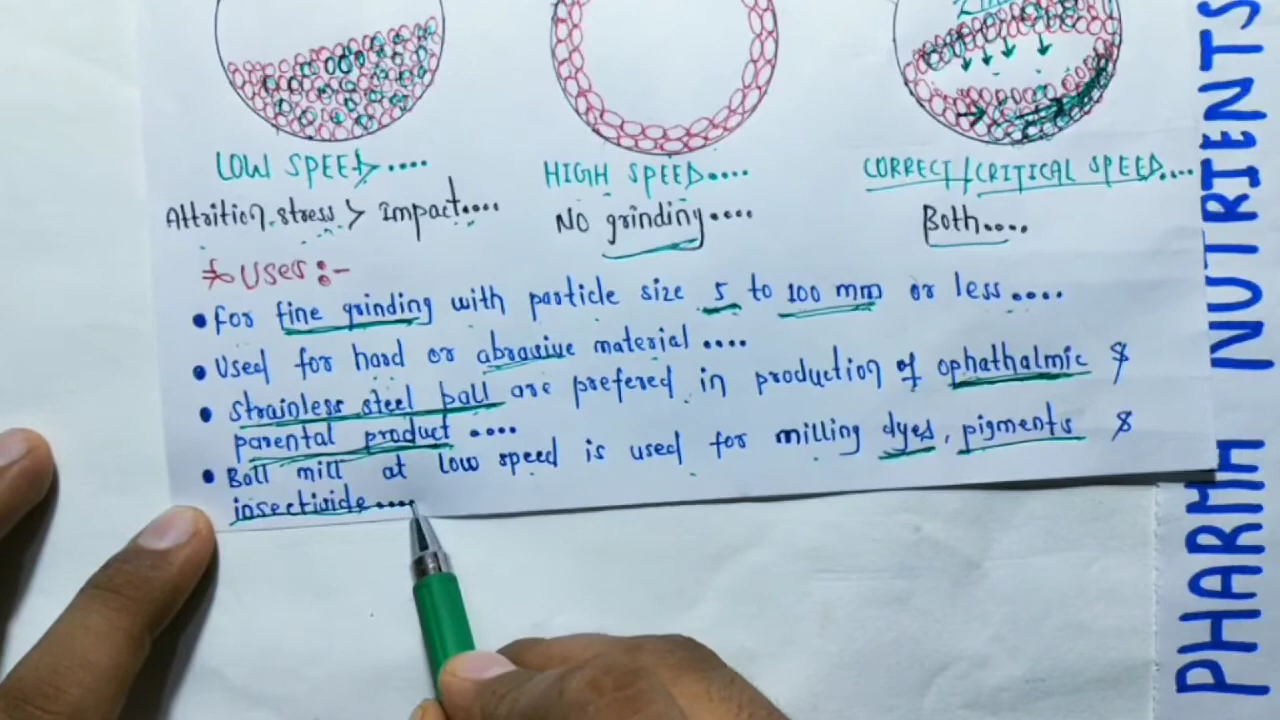 LOW SPEED....
HIGH SPEED....
CORRECT/CRITICAL SPEED....
Attrition stress > Impact....
No grinding....
Both....
* Uses :-
• For fine grinding with particle size 5 to 100 mm or less....
• Used for hard or abrasive material ....
• Strainless steel ball are prefered in production of ophathalmic &
parental product ....
• Ball mill at low speed is used for milling dyes, pigments &
insectivide....
PHARMA NUTRIENTS